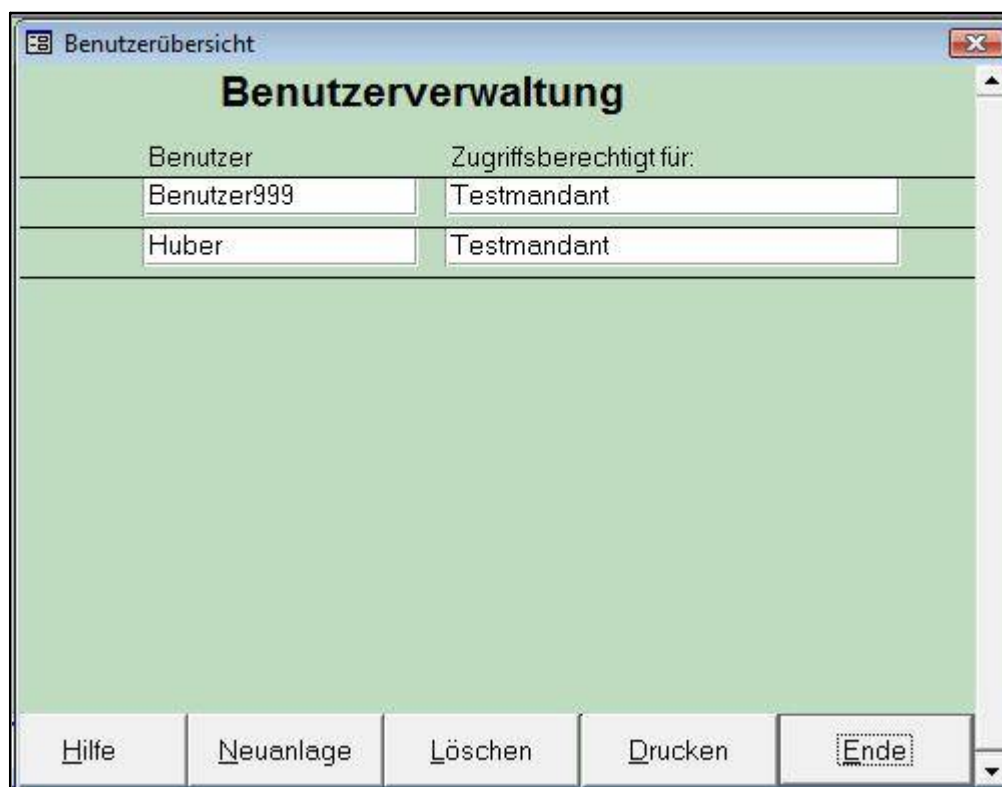 Benutzerübersicht
Benutzerverwaltung
Benutzer Zugriffsberechtigt für:
Benutzer999 Testmandant
Huber Testmandant
Hilfe Neuanlage Löschen Drucken Ende